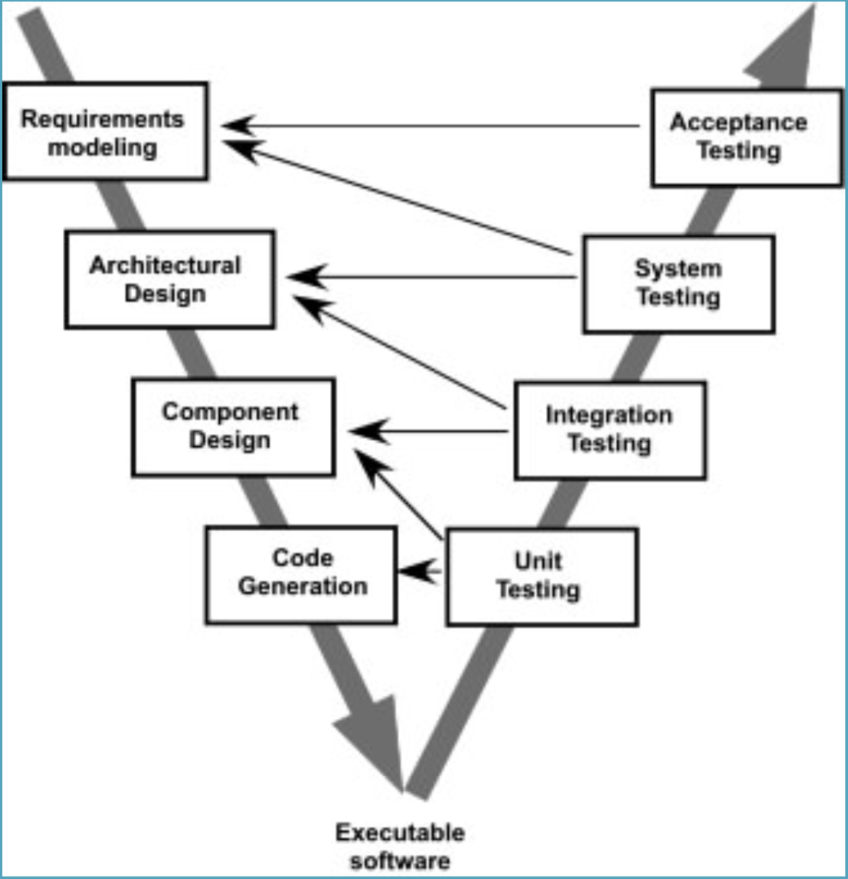 Requirements
modeling
Acceptance
Testing
Architectural
Design
System
Testing
Component
Design
Integration
Testing
Code
Generation
Unit
Testing
Executable
software